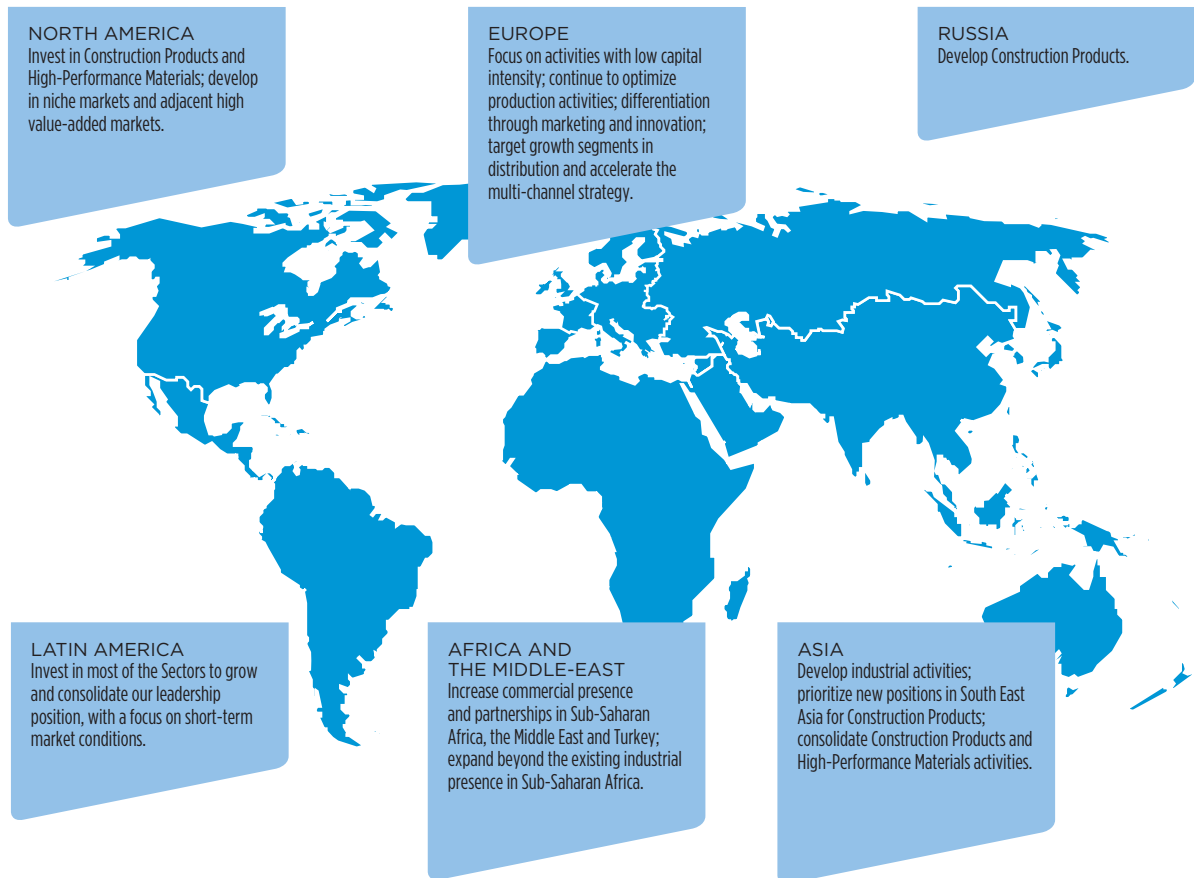 NORTH AMERICA
Invest in Construction Products and
High-Performance Materials; develop
in niche markets and adjacent high
value-added markets.
EUROPE
Focus on activities with low capital
intensity; continue to optimize
production activities; differentiation
through marketing and innovation;
target growth segments in
distribution and accelerate the
multi-channel strategy.
RUSSIA
Develop Construction Products.
LATIN AMERICA
Invest in most of the Sectors to grow
and consolidate our leadership
position, with a focus on short-term
market conditions.
AFRICA AND
THE MIDDLE-EAST
Increase commercial presence
and partnerships in Sub-Saharan
Africa, the Middle East and Turkey;
expand beyond the existing industrial
presence in Sub-Saharan Africa.
ASIA
Develop industrial activities;
prioritize new positions in South East
Asia for Construction Products;
consolidate Construction Products and
High-Performance Materials activities.